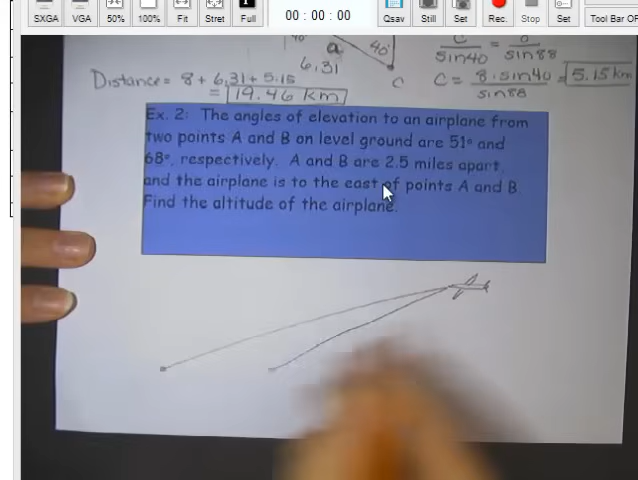 SXGA VGA 50% 100% Fit Stret Full 00 : 00 : 00 Qsav Still Set Rec. Stop Set Tool Bar OP
40° a 40° C
6.31
sin40 = sin88
Distance = 8 + 6.31 + 5.15
= 19.46 km
C = 8·sin40 = 5.15 km
sin88
Ex. 2: The angles of elevation to an airplane from
two points A and B on level ground are 51° and
68°, respectively. A and B are 2.5 miles apart,
and the airplane is to the east of points A and B.
Find the altitude of the airplane.